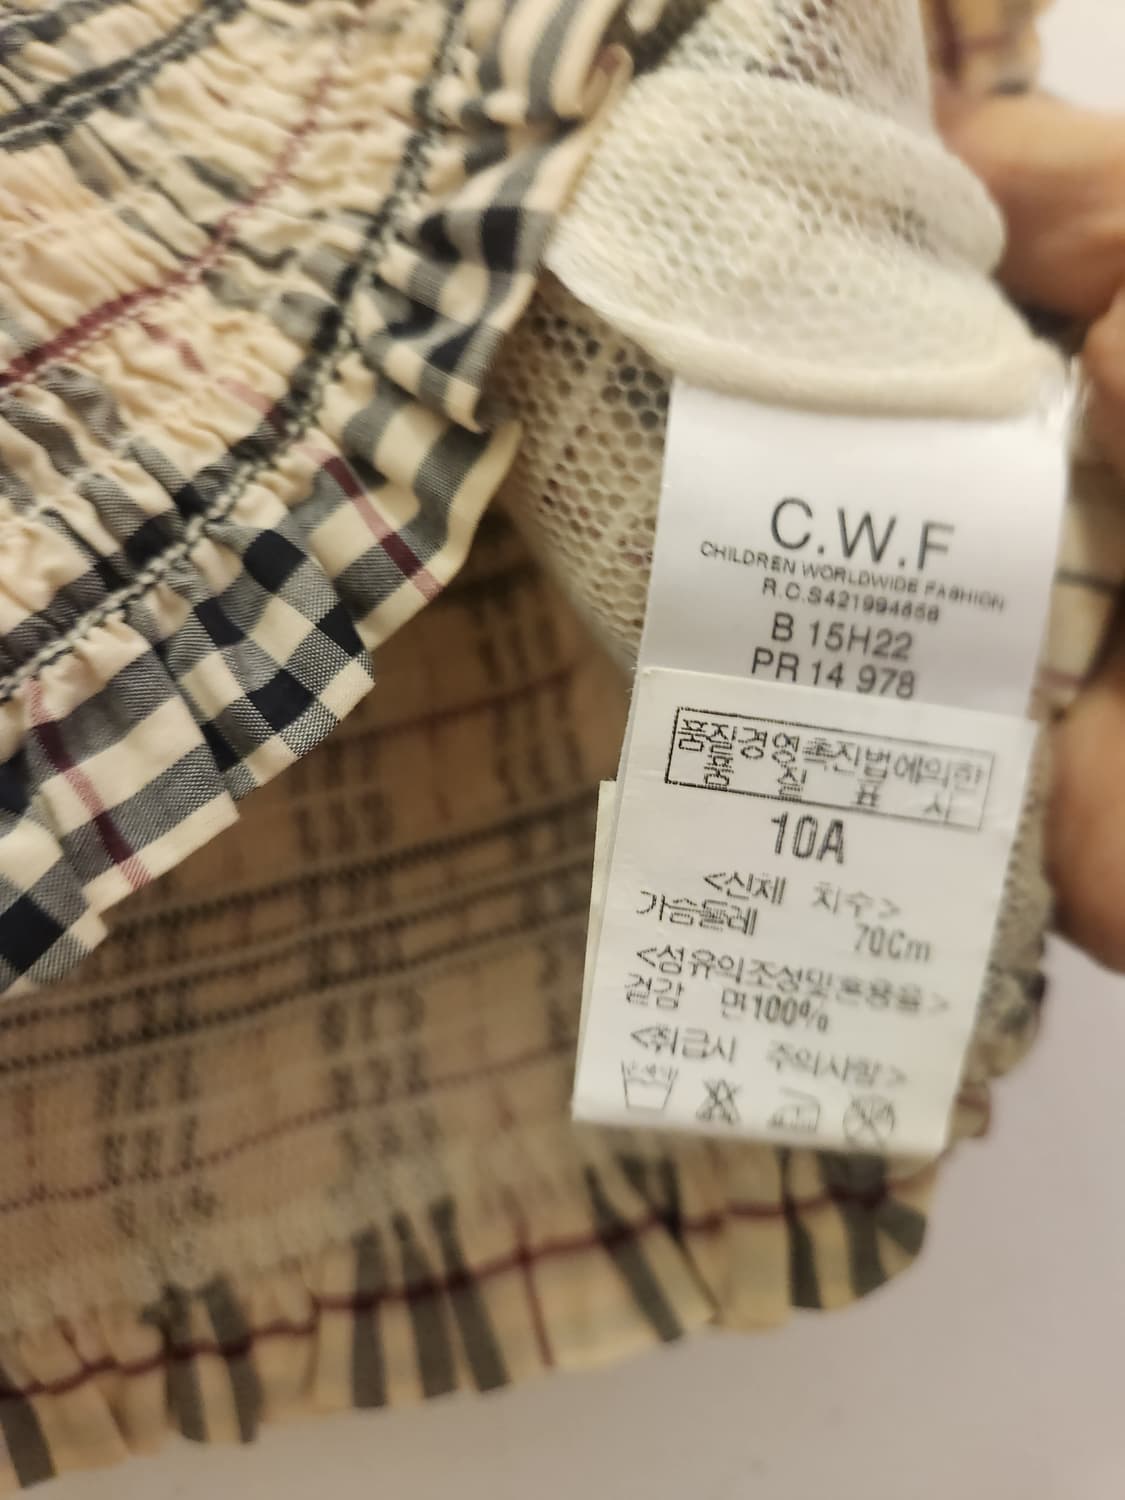 C.W.F
CHILDREN WORLDWIDE FASHION
R.C.S421994858
B 15H22
PR 14 978
품질경영촉진법에의한
품 질 표 시
10A
<신체 치수>
가슴둘레
70Cm
<섬유의조성및혼용율>
겉감 면100%
<취급시 주의사항>